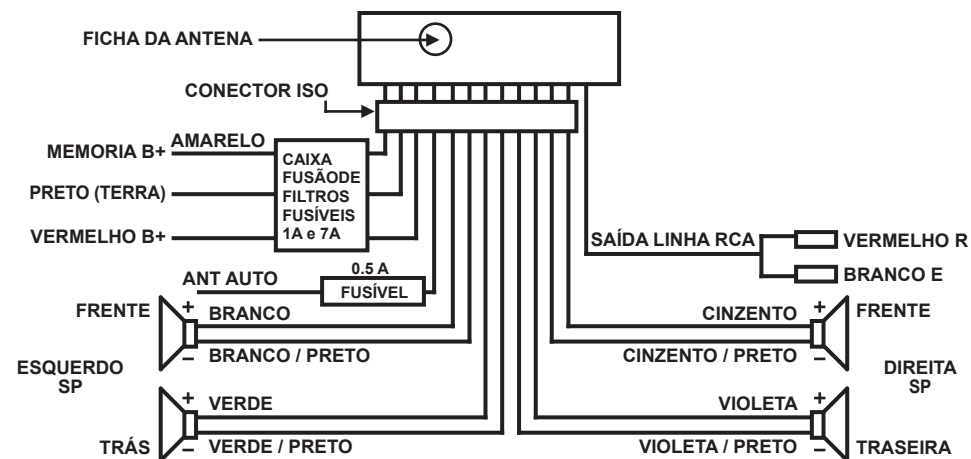 FICHA DA ANTENA
CONECTOR ISO
MEMORIA B+
AMARELO
PRETO (TERRA)
VERMELHO B+
CAIXA
FUSÃODE
FILTROS
FUSÍVEIS
1A e 7A
ANT AUTO
0.5 A
FUSÍVEL
SAÍDA LINHA RCA
VERMELHO R
BRANCO E
FRENTE
+
BRANCO
–
BRANCO / PRETO
ESQUERDO
SP
TRÁS
+
VERDE
–
VERDE / PRETO
CINZENTO
+
FRENTE
CINZENTO / PRETO
–
DIREITA
SP
VIOLETA
+
VIOLETA / PRETO
–
TRASEIRA